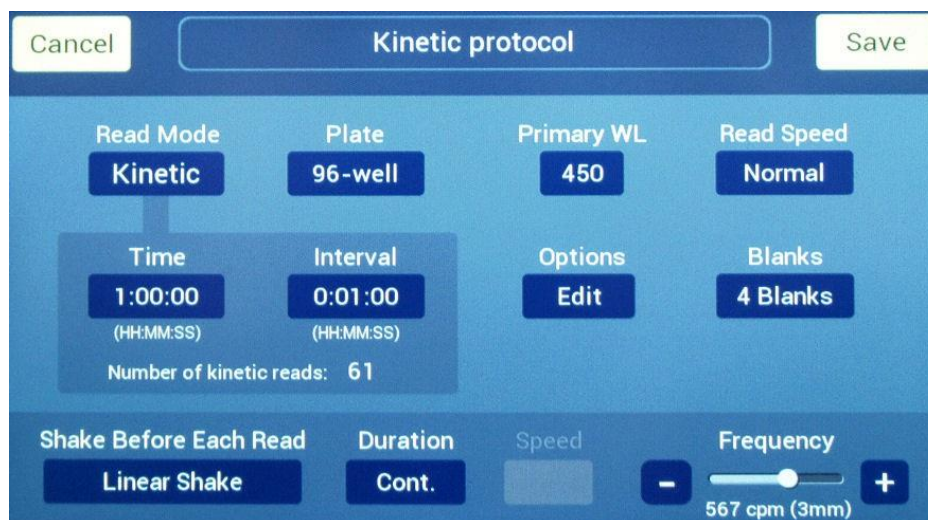 Cancel
Kinetic protocol
Save
Read Mode
Plate
Primary WL
Read Speed
Kinetic
96-well
450
Normal
Time
Interval
Options
Blanks
1:00:00
0:01:00
Edit
4 Blanks
(HH:MM:SS)
(HH:MM:SS)
Number of kinetic reads: 61
Shake Before Each Read
Duration
Speed
Frequency
Linear Shake
Cont.
-
+
567 cpm (3mm)